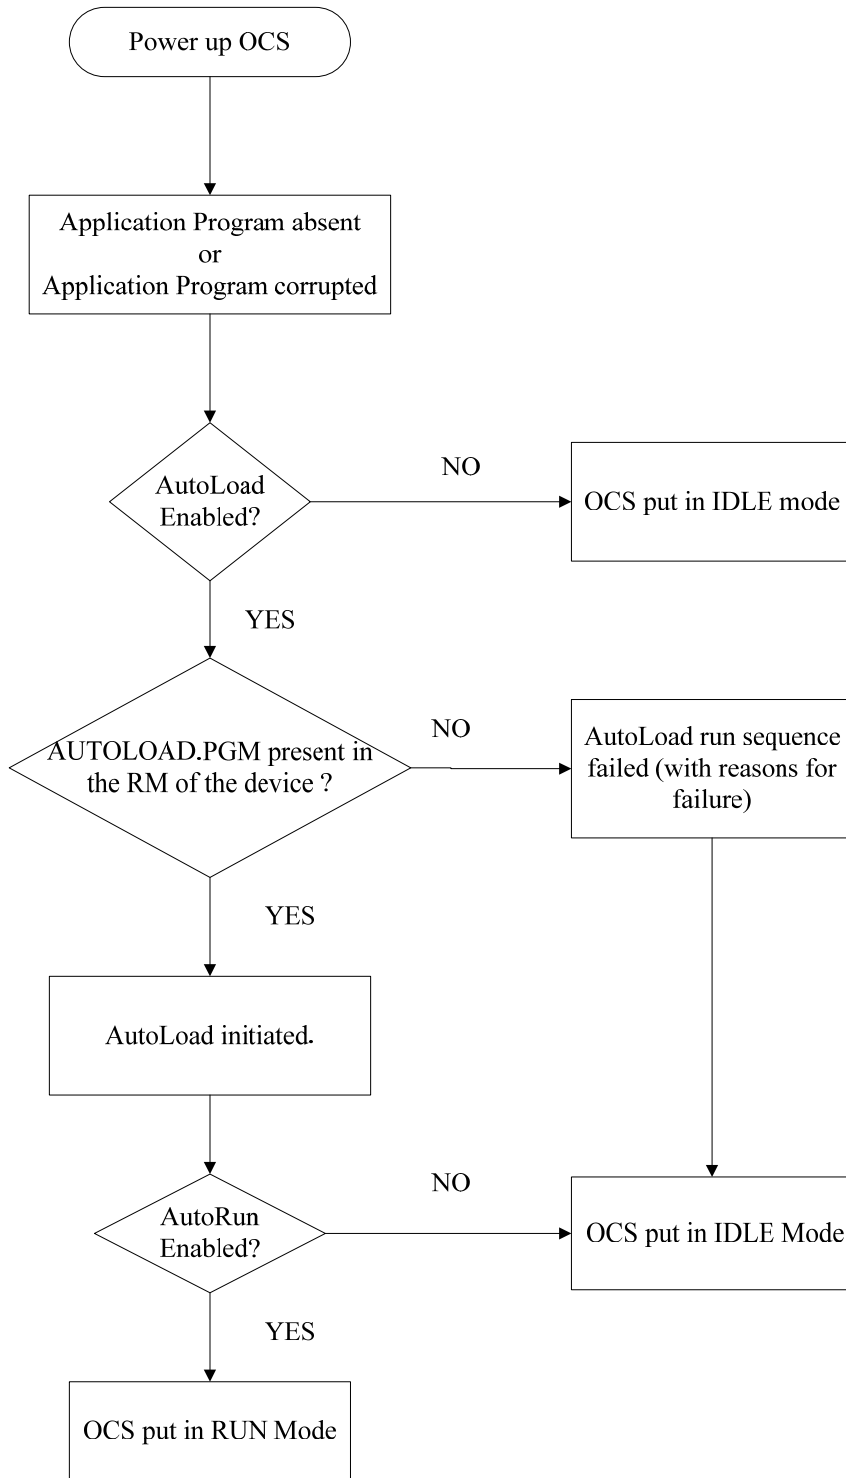 Power up OCS
Application Program absent
or
Application Program corrupted
AutoLoad
Enabled?
NO
OCS put in IDLE mode
YES
AUTOLOAD.PGM present in
the RM of the device ?
NO
AutoLoad run sequence
failed (with reasons for
failure)
YES
AutoLoad initiated.
AutoRun
Enabled?
NO
OCS put in IDLE Mode
YES
OCS put in RUN Mode